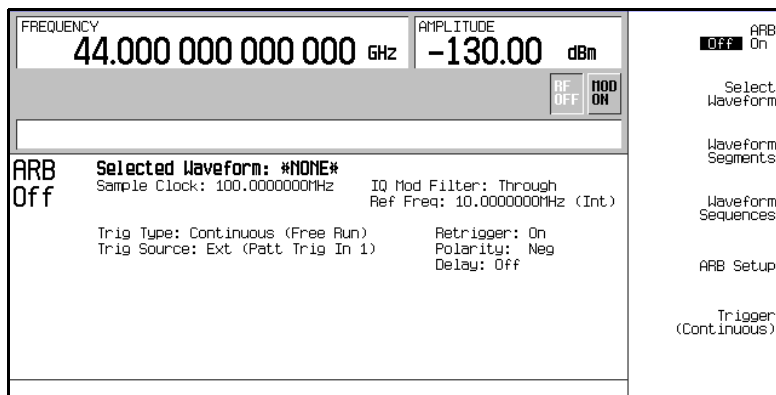 FREQUENCY
44.000 000 000 000 GHz
AMPLITUDE
-130.00 dBm
RF OFF
MOD ON
ARB Off
Selected Waveform: *NONE*
Sample Clock: 100.0000000MHz
IQ Mod Filter: Through
Ref Freq: 10.0000000MHz (Int)
Trig Type: Continuous (Free Run)
Retrigger: On
Trig Source: Ext (Patt Trig In 1)
Polarity: Neg
Delay: Off
ARB
Off On
Select
Waveform
Waveform
Segments
Waveform
Sequences
ARB Setup
Trigger
(Continuous)